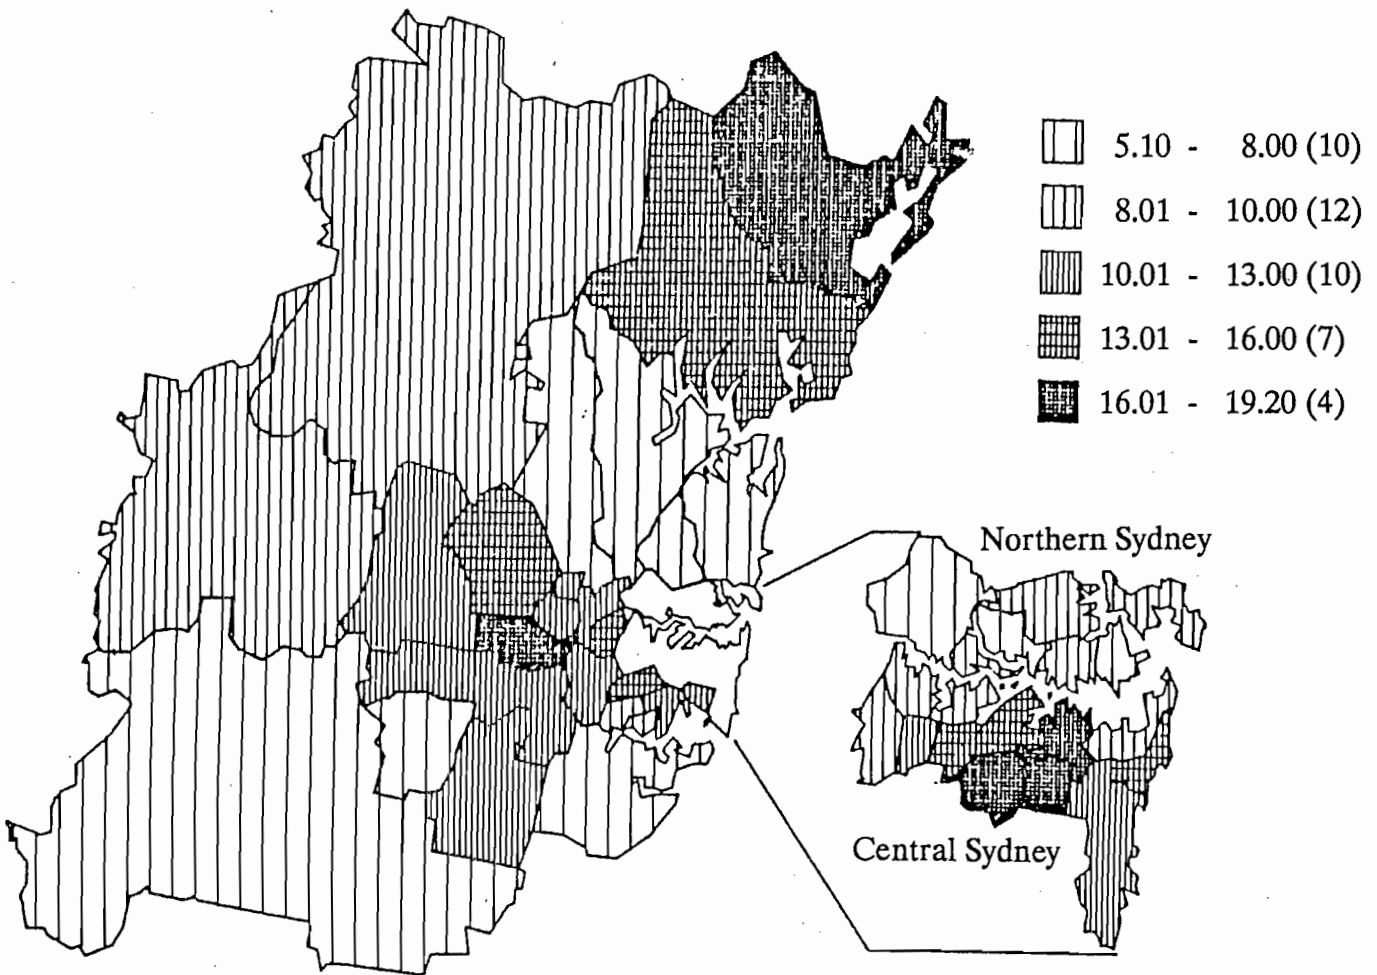 5.10 - 8.00 (10)
8.01 - 10.00 (12)
10.01 - 13.00 (10)
13.01 - 16.00 (7)
16.01 - 19.20 (4)
Northern Sydney
Central Sydney